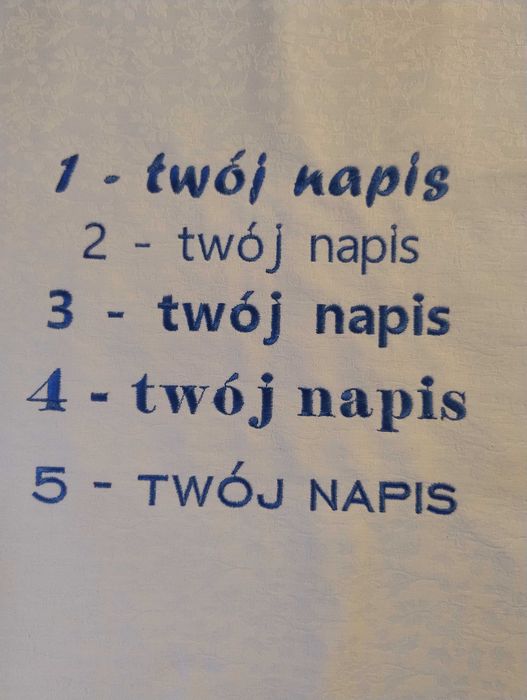 1 - twój napis
2 - twój napis
3 - twój napis
4 - twój napis
5 - TWÓJ NAPIS